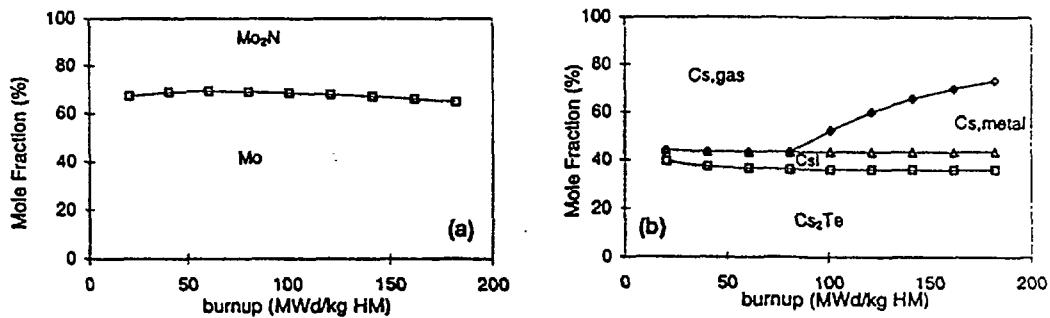 100
80
60
40
20
0
Mole Fraction (%)
Mo₂N
Mo
(a)
0
50
100
150
200
burnup (MWd/kg HM)
100
80
60
40
20
0
Mole Fraction (%)
Cs,gas
Cs,metal
CsI
Cs₂Te
(b)
0
50
100
150
200
burnup (MWd/kg HM)